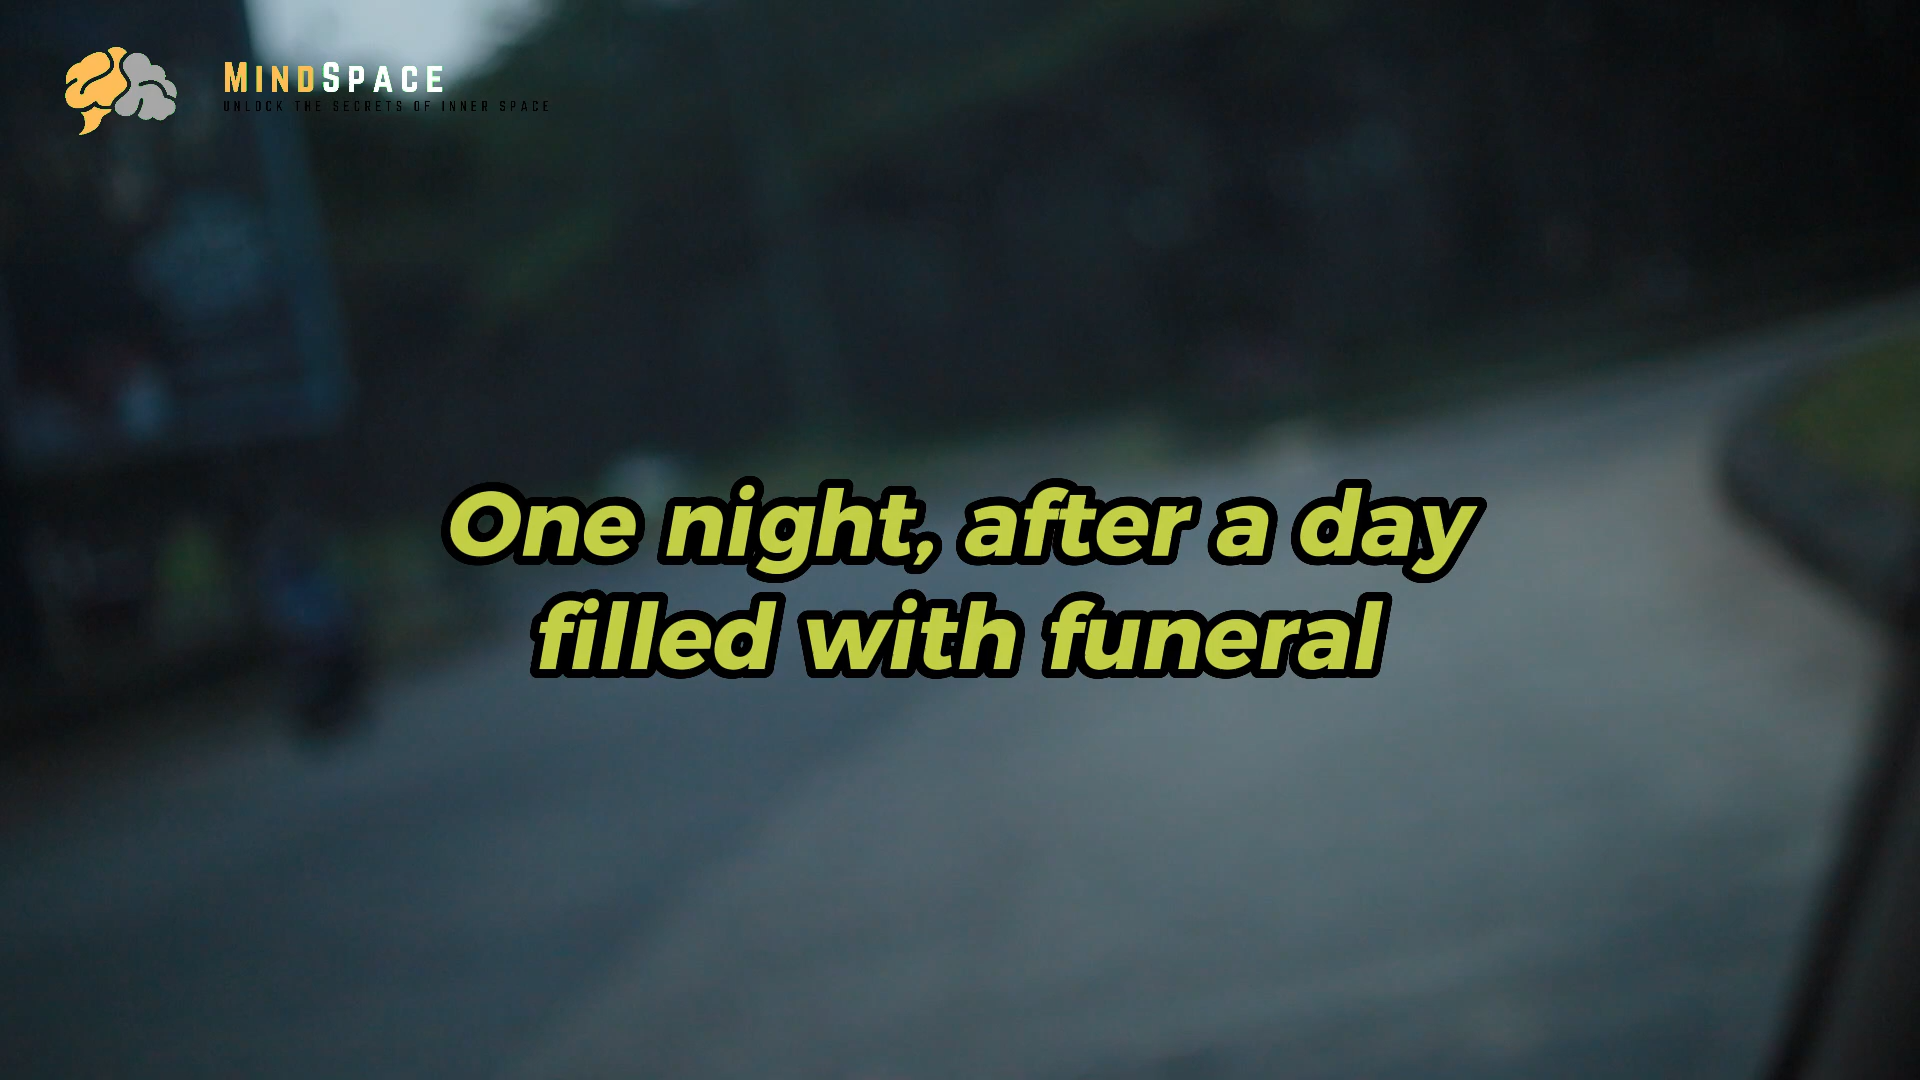 MINDSPACE
UNLOCK THE SECRETS OF INNER SPACE
One night, after a day
filled with funeral